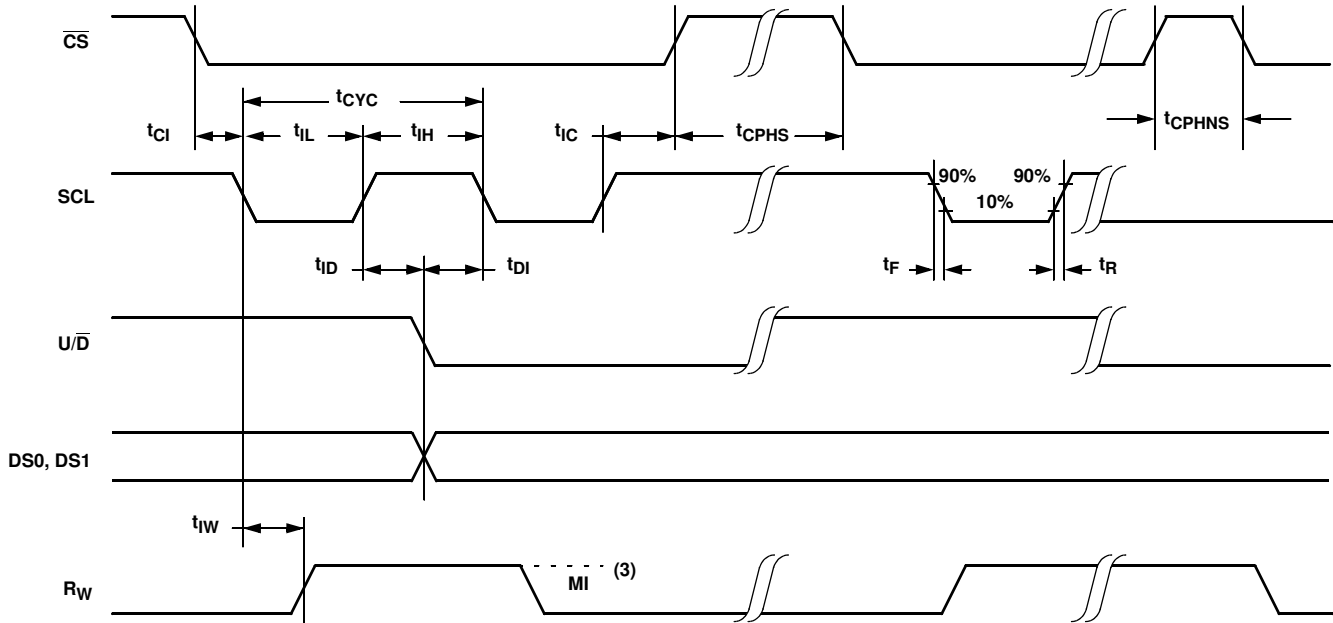 CS
tCYC
tCI tIL tIH tIC tCPHS tCPHNS
SCL 90% 90%
10%
tID tDI tF tR
U/D
DS0, DS1
tIW
RW MI (3)